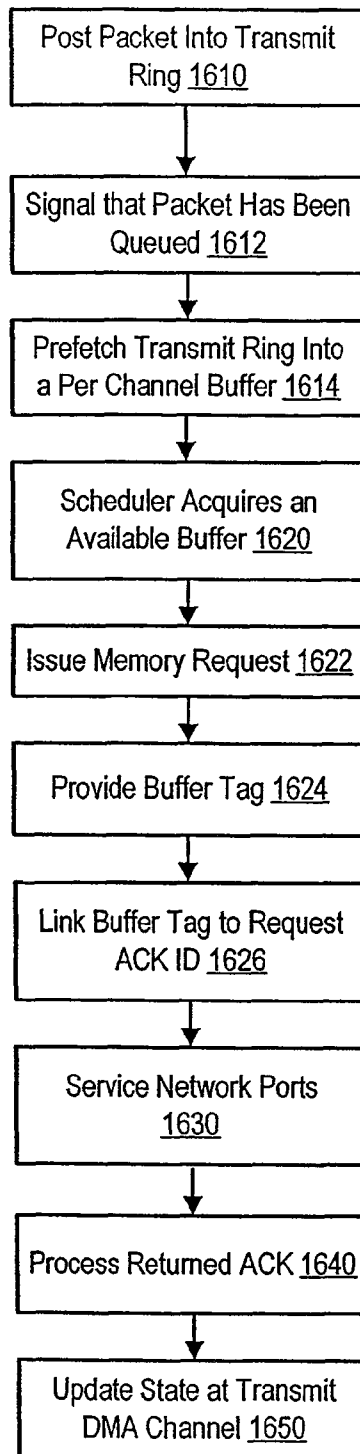 Post Packet Into Transmit
Ring 1610
Signal that Packet Has Been
Queued 1612
Prefetch Transmit Ring Into
a Per Channel Buffer 1614
Scheduler Acquires an
Available Buffer 1620
Issue Memory Request 1622
Provide Buffer Tag 1624
Link Buffer Tag to Request
ACK ID 1626
Service Network Ports
1630
Process Returned ACK 1640
Update State at Transmit
DMA Channel 1650